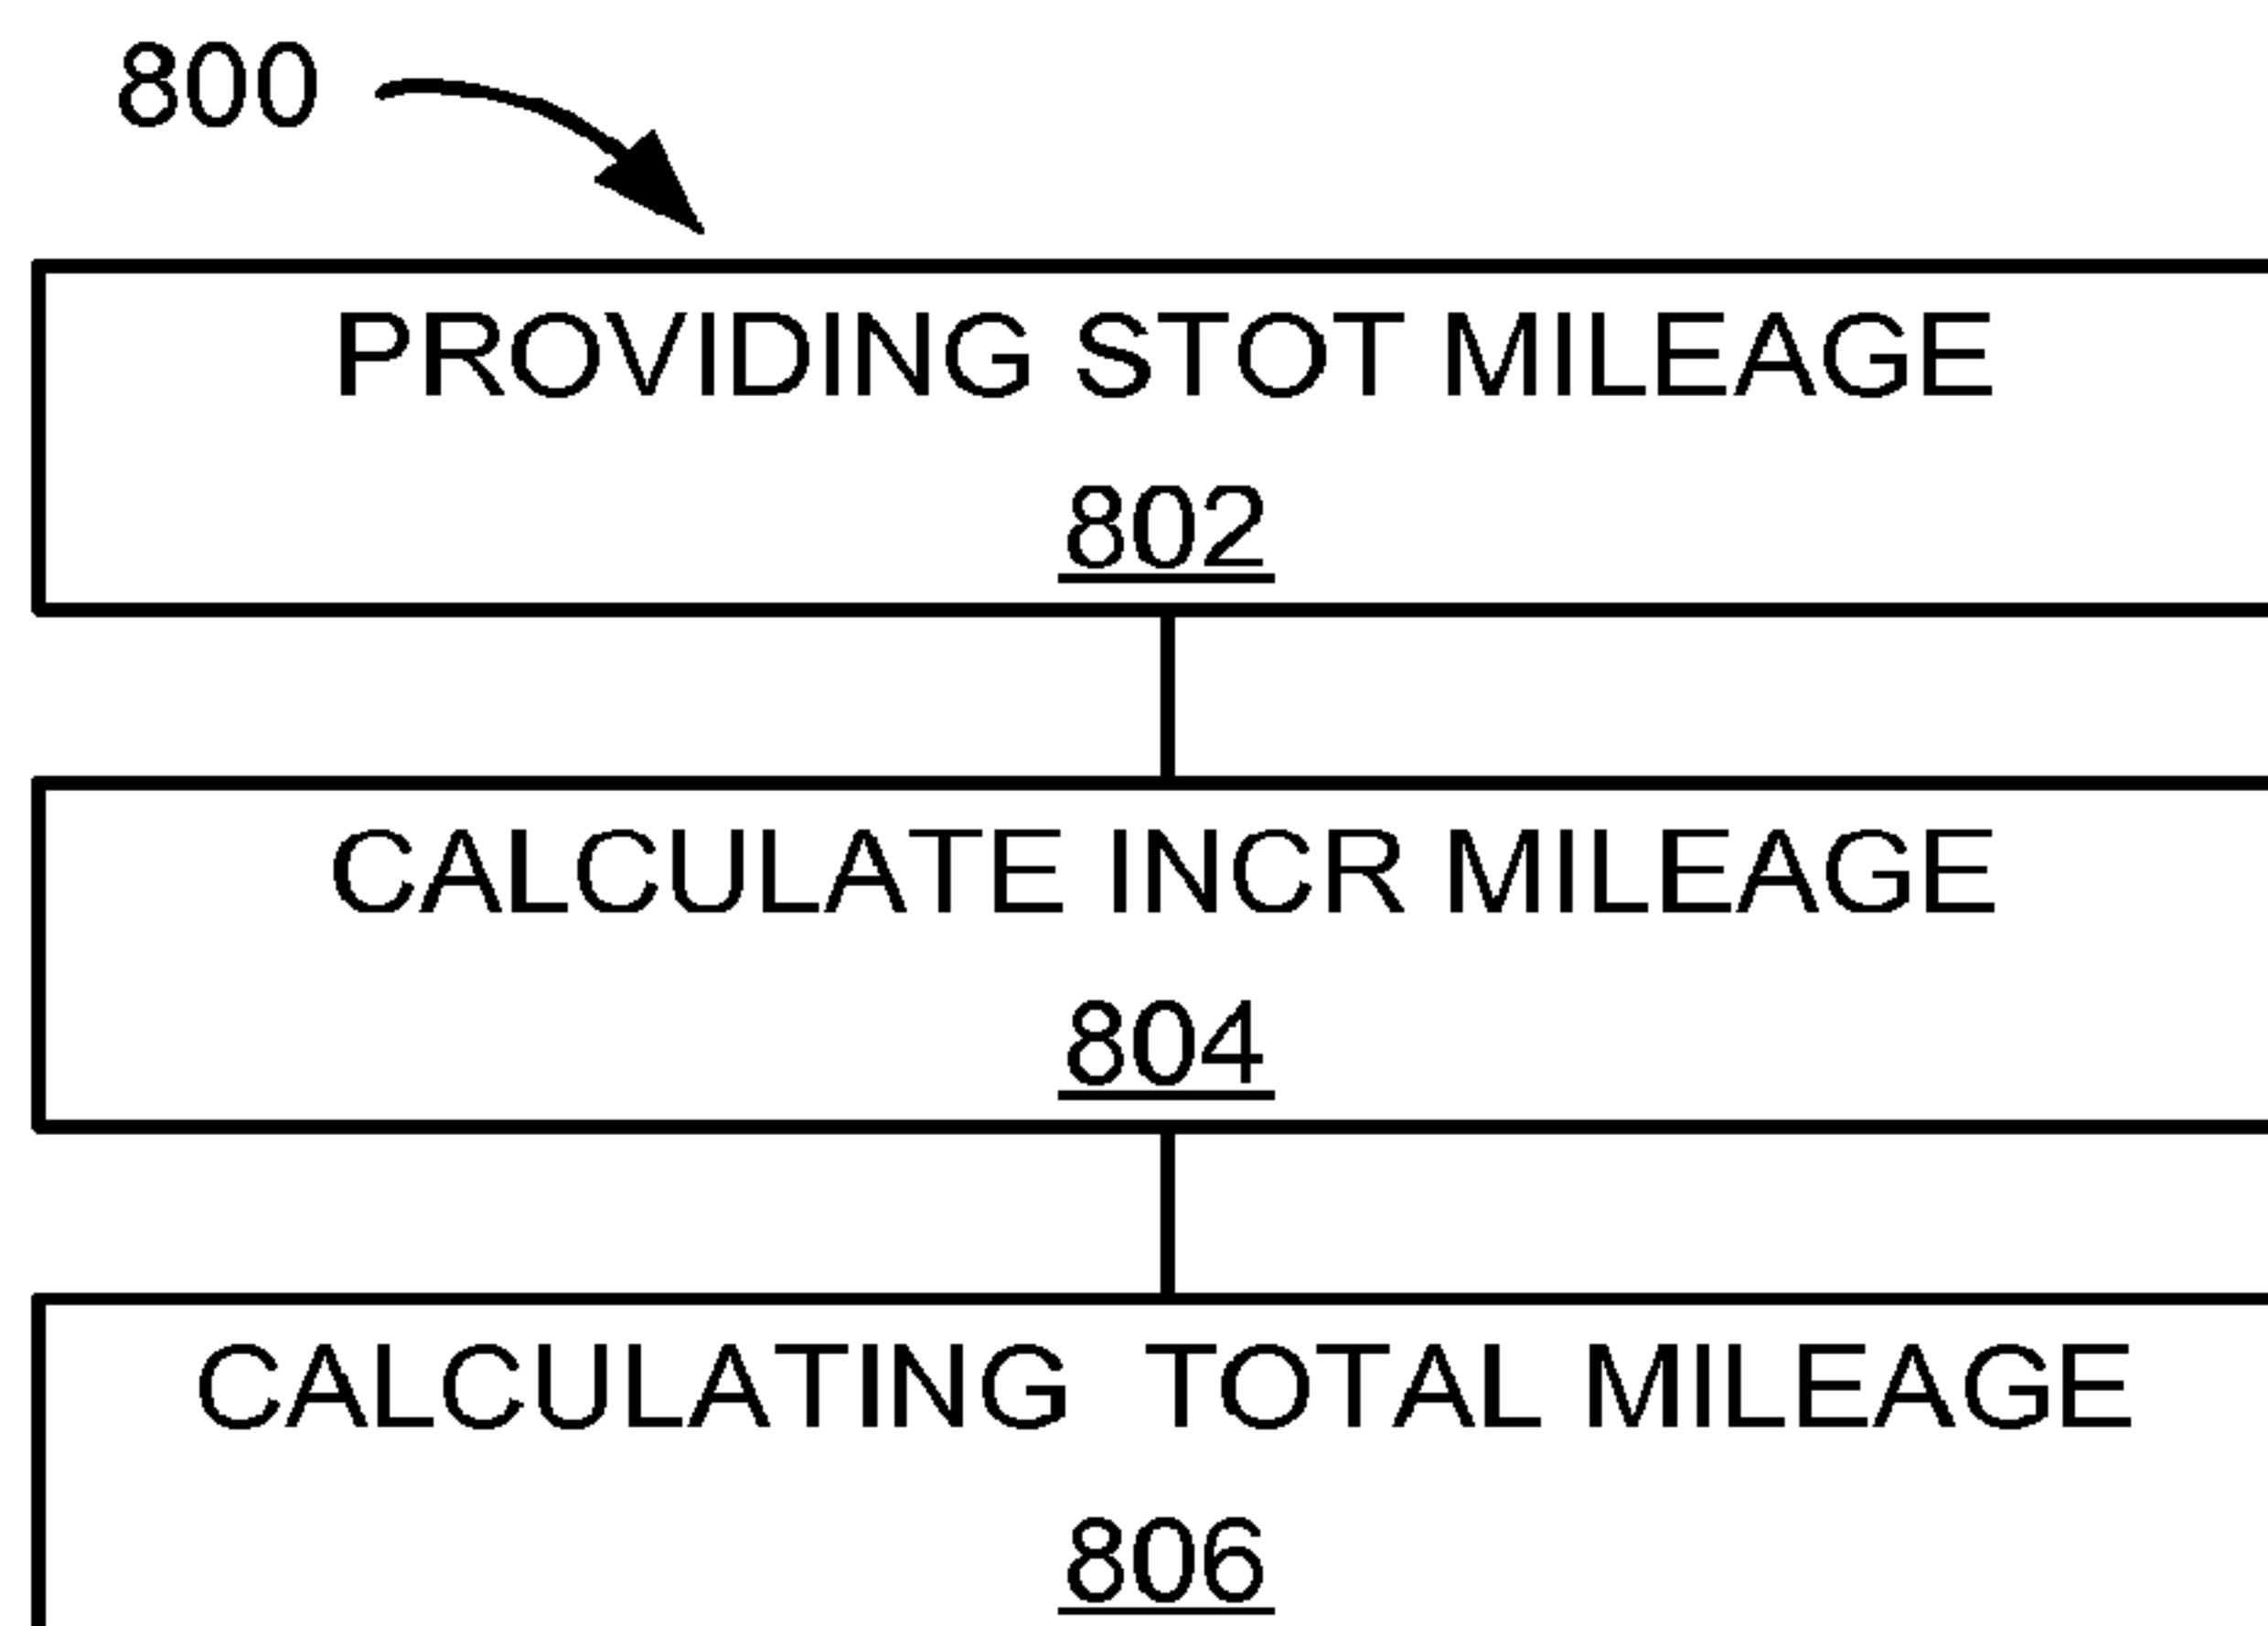 800
PROVIDING STOT MILEAGE
802
CALCULATE INCR MILEAGE
804
CALCULATING TOTAL MILEAGE
806